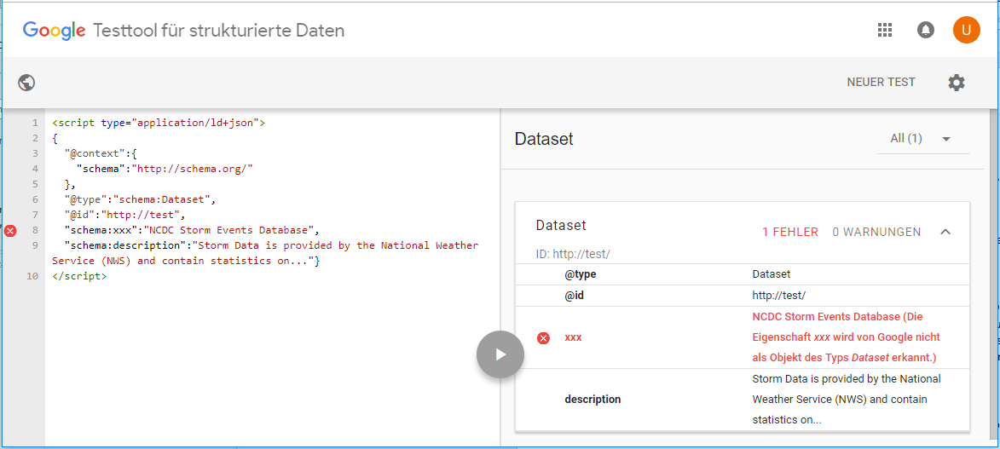 Google Testtool für strukturierte Daten
U
NEUER TEST
1 <script type="application/ld+json">
2 {
3 "@context":{
4 "schema":"http://schema.org/"
5 },
6 "@type":"schema:Dataset",
7 "@id":"http://test",
8 "schema:xxx":"NCDC Storm Events Database",
9 "schema:description":"Storm Data is provided by the National Weather
Service (NWS) and contain statistics on..."}
10 </script>
Dataset
All (1)
Dataset
1 FEHLER 0 WARNUNGEN
ID: http://test/
@type Dataset
@id http://test/
xxx
NCDC Storm Events Database (Die
Eigenschaft xxx wird von Google nicht
als Objekt des Typs Dataset erkannt.)
description
Storm Data is provided by the National
Weather Service (NWS) and contain
statistics on...